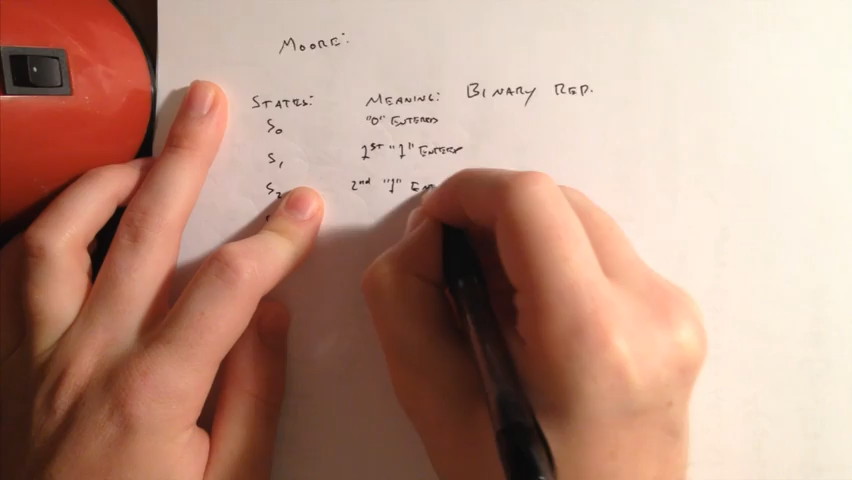 MOORE:
STATES: MEANING: BINARY REP.
S0 "0" ENTERED
S1 1ST "1" ENTERED
S2 2nd "1"